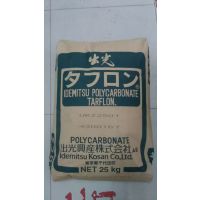 出光
タフロン
IDEMITSU POLYCARBONATE
TARFLON
POLYCARBONATE
出光興産株式会社
Idemitsu Kosan Co.,Ltd.
NET 25 kg